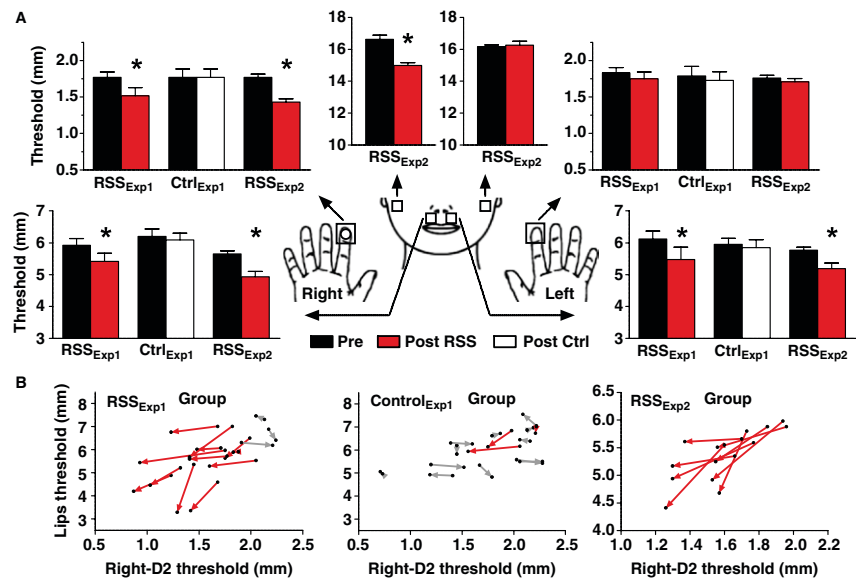 A
Threshold (mm)
2.0
1.5
1.0
0.5
*
*
RSSExp1 CtrlExp1 RSSExp2
18
16
14
12
10
*
RSSExp2
18
16
14
12
10
RSSExp2
2.0
1.5
1.0
0.5
RSSExp1 CtrlExp1 RSSExp2
Threshold (mm)
7
6
5
4
3
*
*
RSSExp1 CtrlExp1 RSSExp2
Right
Left
7
6
5
4
3
*
*
RSSExp1 CtrlExp1 RSSExp2
Pre Post RSS Post Ctrl
B
Lips threshold (mm)
RSSExp1 Group
8
7
6
5
4
3
0.5 1.0 1.5 2.0 2.5
Right-D2 threshold (mm)
ControlExp1 Group
8
7
6
5
4
3
0.5 1.0 1.5 2.0 2.5
Right-D2 threshold (mm)
RSSExp2 Group
6.5
6.0
5.5
5.0
4.5
4.0
1.0 1.2 1.4 1.6 1.8 2.0 2.2
Right-D2 threshold (mm)